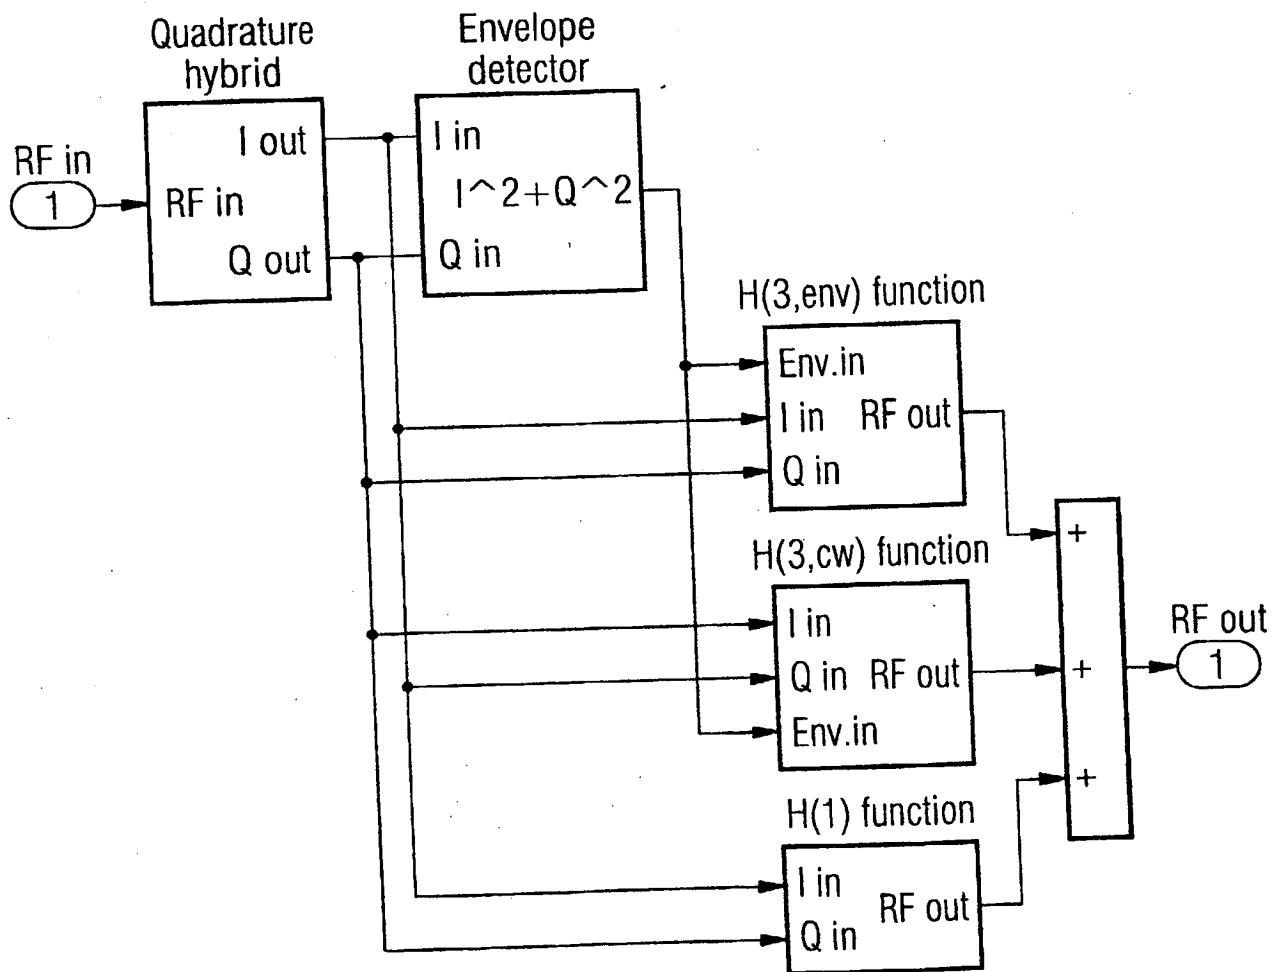 Quadrature
hybrid
Envelope
detector
RF in
1
I out
RF in
Q out
I in
I^2+Q^2
Q in
H(3,env) function
Env.in
I in RF out
Q in
+
H(3,cw) function
I in
Q in RF out
Env.in
+
RF out
1
H(1) function
+
I in
RF out
Q in